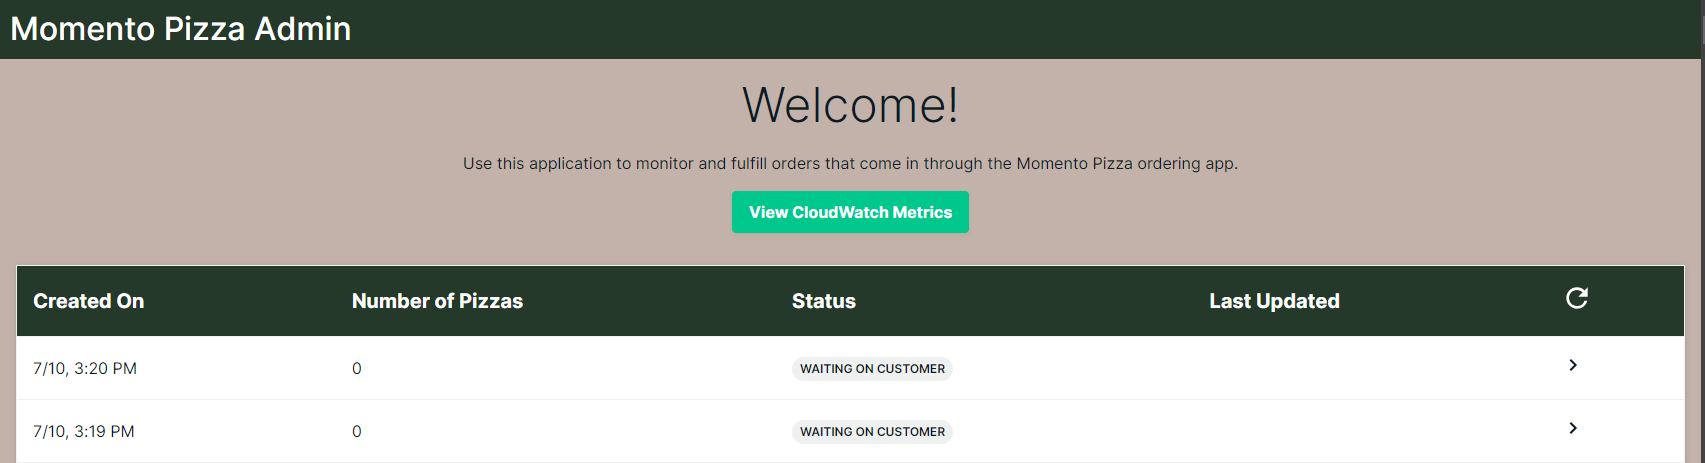 Momento Pizza Admin
Welcome!
Use this application to monitor and fulfill orders that come in through the Momento Pizza ordering app.
View CloudWatch Metrics
Created On Number of Pizzas Status Last Updated
7/10, 3:20 PM 0 WAITING ON CUSTOMER
7/10, 3:19 PM 0 WAITING ON CUSTOMER